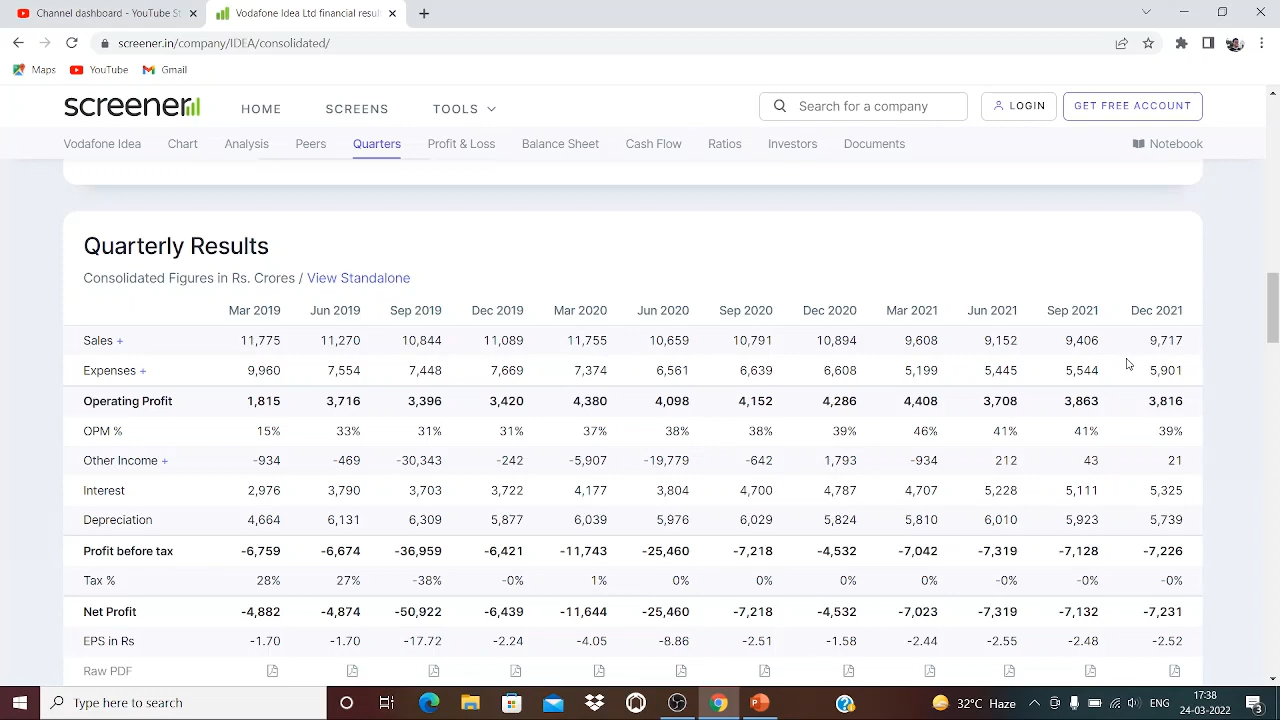 Channel dashboard - YouTube St
Vodafone Idea Ltd financial resul
screener.in/company/IDEA/consolidated/
Maps YouTube Gmail
screener HOME SCREENS TOOLS Search for a company LOGIN GET FREE ACCOUNT
Vodafone Idea Chart Analysis Peers Quarters Profit & Loss Balance Sheet Cash Flow Ratios Investors Documents Notebook
Quarterly Results
Consolidated Figures in Rs. Crores / View Standalone
Mar 2019 Jun 2019 Sep 2019 Dec 2019 Mar 2020 Jun 2020 Sep 2020 Dec 2020 Mar 2021 Jun 2021 Sep 2021 Dec 2021
Sales + 11,775 11,270 10,844 11,089 11,755 10,659 10,791 10,894 9,608 9,152 9,406 9,717
Expenses + 9,960 7,554 7,448 7,669 7,374 6,561 6,639 6,608 5,199 5,445 5,544 5,901
Operating Profit 1,815 3,716 3,396 3,420 4,380 4,098 4,152 4,286 4,408 3,708 3,863 3,816
OPM % 15% 33% 31% 31% 37% 38% 38% 39% 46% 41% 41% 39%
Other Income + -934 -469 -30,343 -242 -5,907 -19,779 -642 1,793 -934 212 43 21
Interest 2,976 3,790 3,703 3,722 4,177 3,804 4,700 4,787 4,707 5,228 5,111 5,325
Depreciation 4,664 6,131 6,309 5,877 6,039 5,976 6,029 5,824 5,810 6,010 5,923 5,739
Profit before tax -6,759 -6,674 -36,959 -6,421 -11,743 -25,460 -7,218 -4,532 -7,042 -7,319 -7,128 -7,226
Tax % 28% 27% -38% -0% 1% 0% 0% 0% 0% -0% -0% -0%
Net Profit -4,882 -4,874 -50,922 -6,439 -11,644 -25,460 -7,218 -4,532 -7,023 -7,319 -7,132 -7,231
EPS in Rs -1.70 -1.70 -17.72 -2.24 -4.05 -8.86 -2.51 -1.58 -2.44 -2.55 -2.48 -2.52
Raw PDF
Type here to search 32°C Haze ENG 17:38
24-03-2022